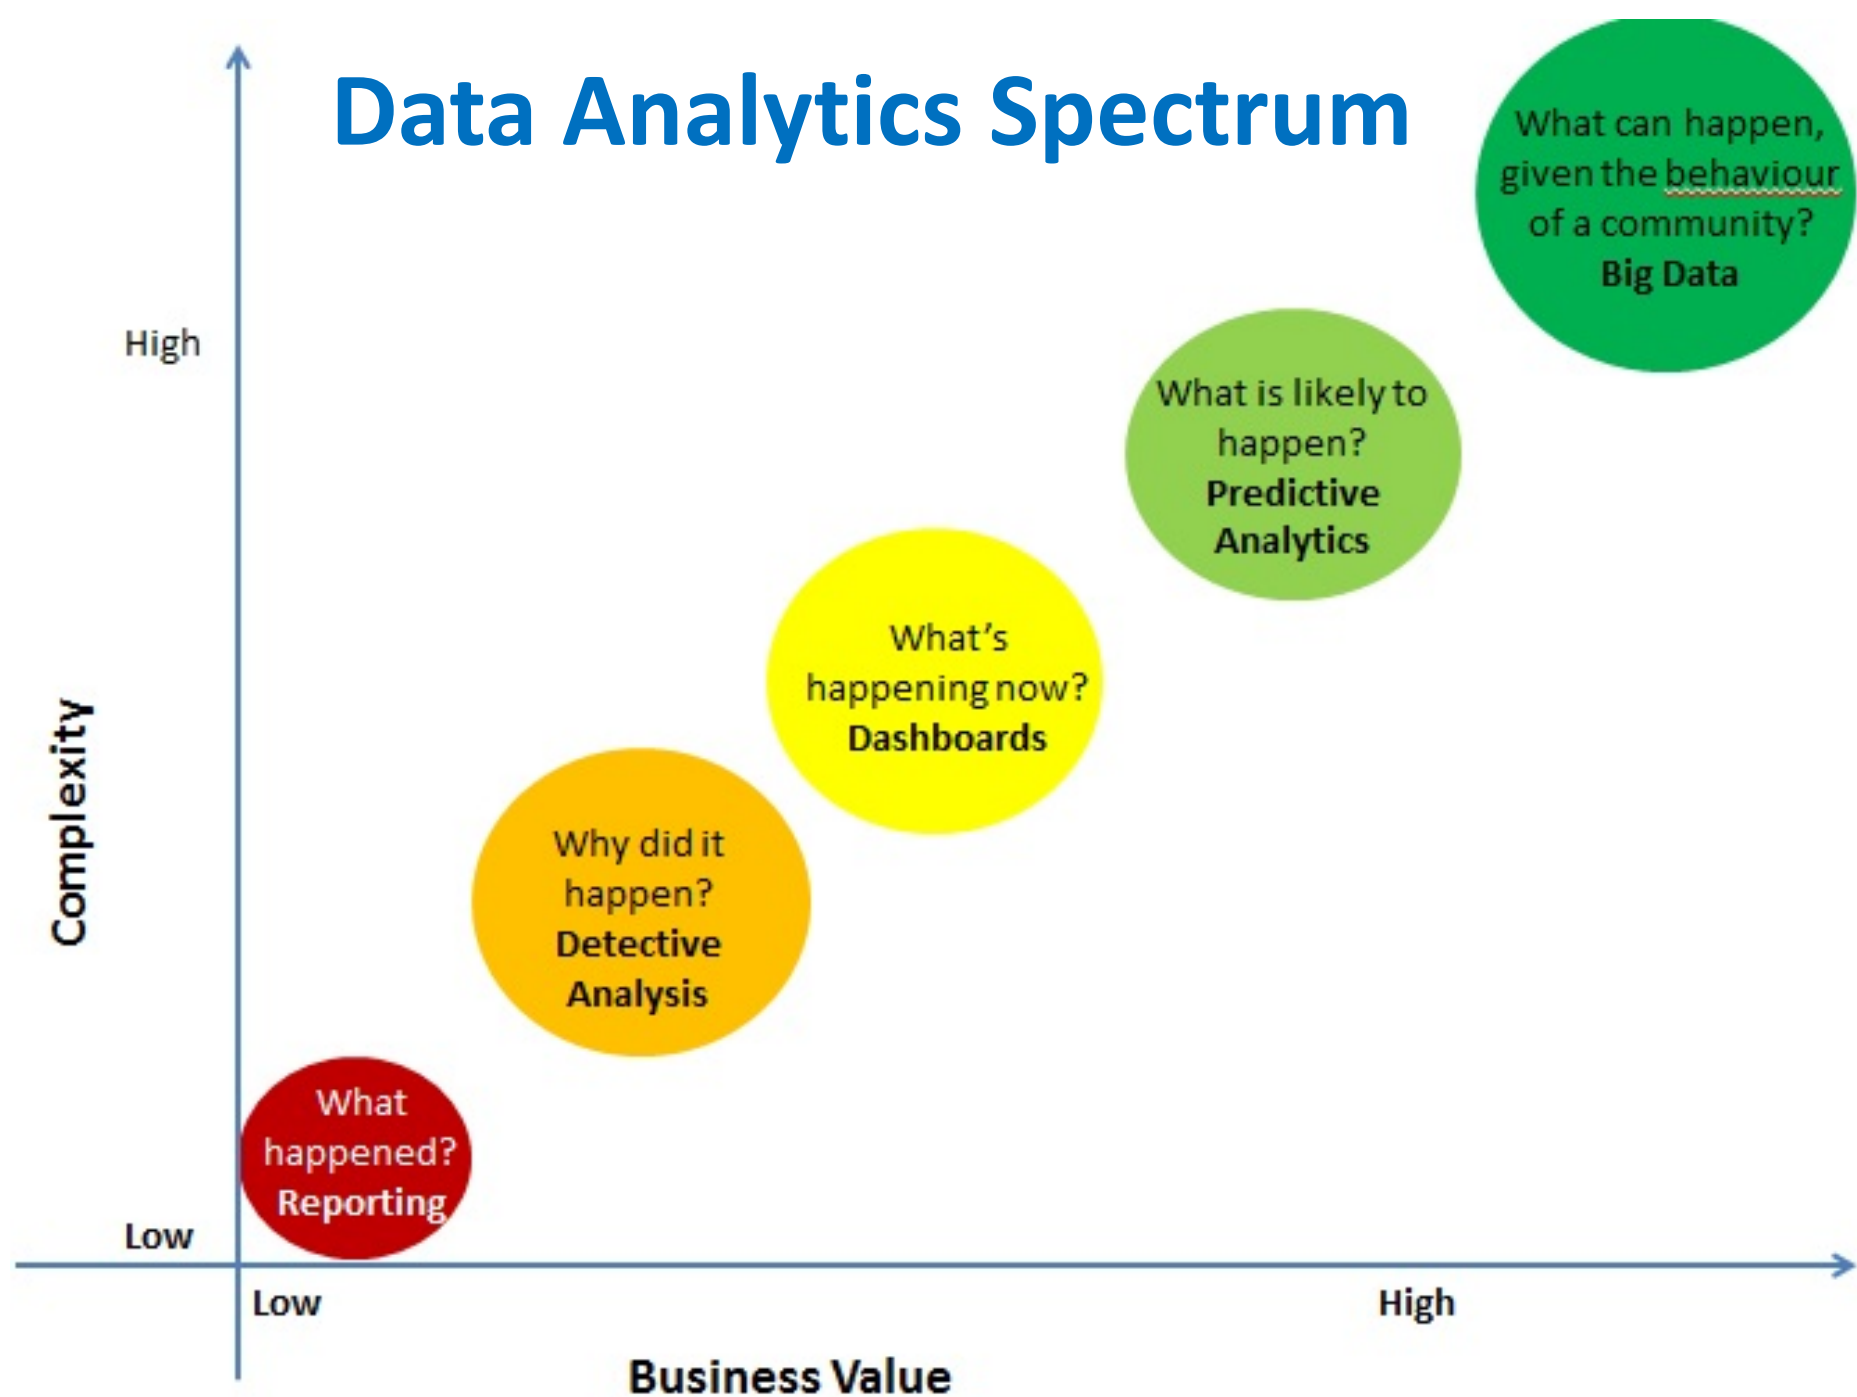 Data Analytics Spectrum
What can happen,
given the behaviour
of a community?
Big Data
High
What is likely to
happen?
Predictive
Analytics
What's
happening now?
Dashboards
Complexity
Why did it
happen?
Detective
Analysis
What
happened?
Reporting
Low
Low
High
Business Value